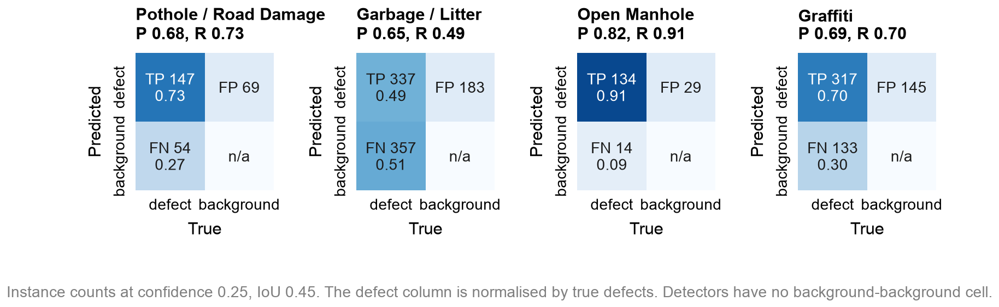 Pothole / Road Damage
P 0.68, R 0.73
Predicted
defect
background
TP 147
0.73
FP 69
FN 54
0.27
n/a
defect background
True
Garbage / Litter
P 0.65, R 0.49
Predicted
defect
background
TP 337
0.49
FP 183
FN 357
0.51
n/a
defect background
True
Open Manhole
P 0.82, R 0.91
Predicted
defect
background
TP 134
0.91
FP 29
FN 14
0.09
n/a
defect background
True
Graffiti
P 0.69, R 0.70
Predicted
defect
background
TP 317
0.70
FP 145
FN 133
0.30
n/a
defect background
True
Instance counts at confidence 0.25, IoU 0.45. The defect column is normalised by true defects. Detectors have no background-background cell.